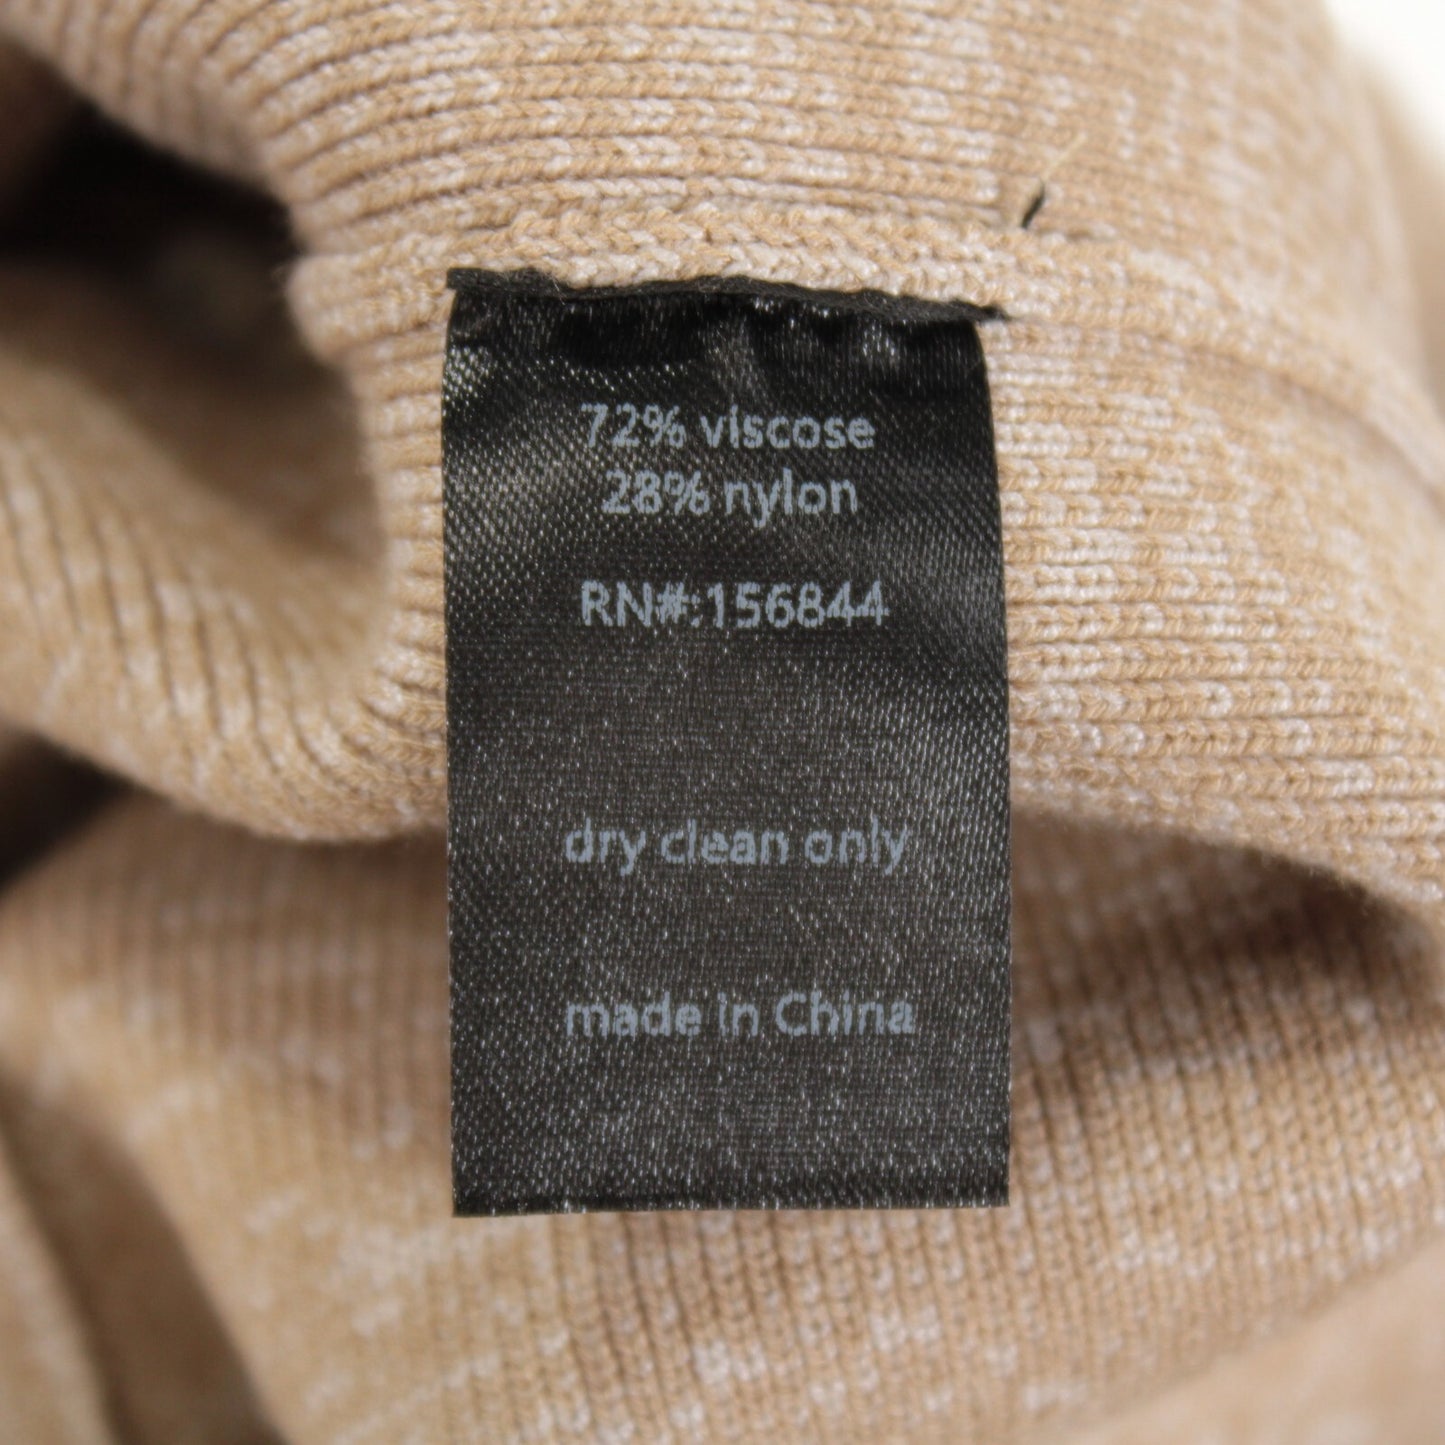 72% viscose
28% nylon
RN#:156844
dry clean only
made in China